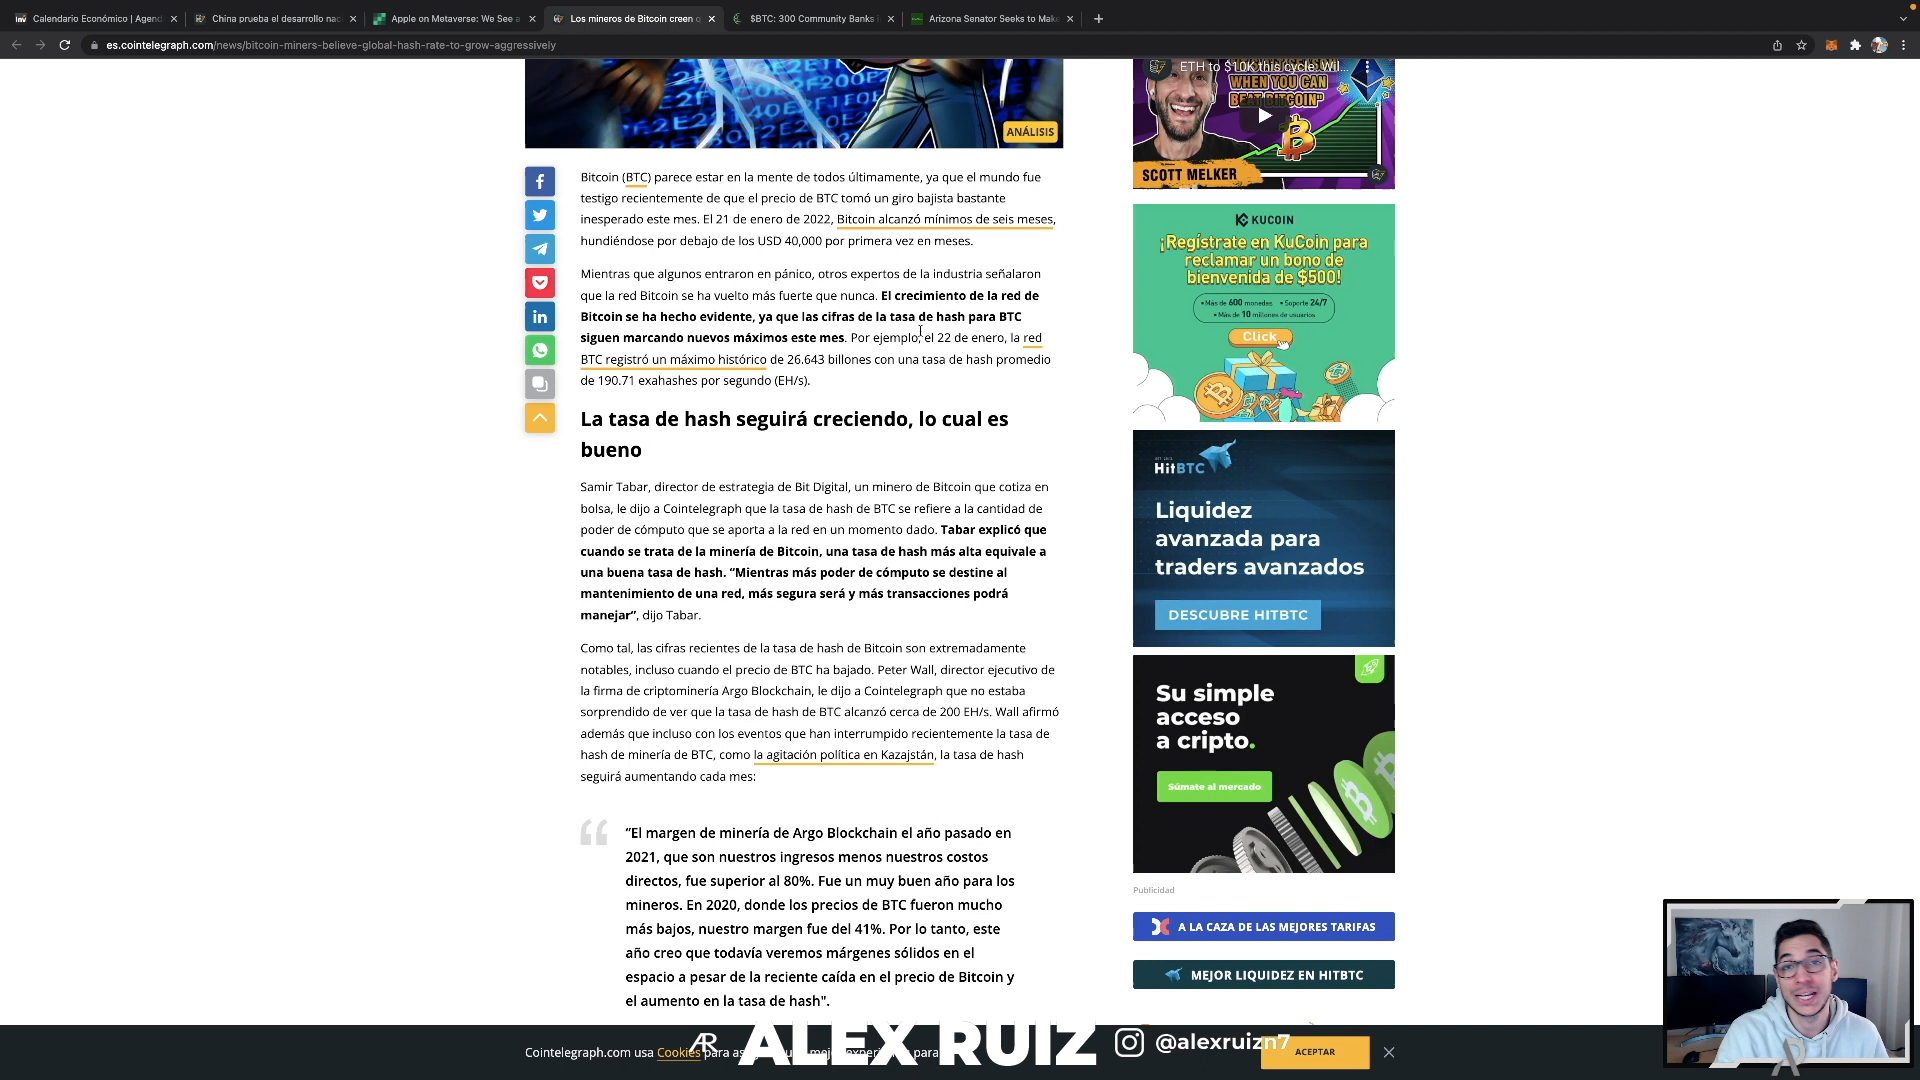 Calendario Económico | Agend
China prueba el desarrollo nac
Apple on Metaverse: We See a
Los mineros de Bitcoin creen q
$BTC: 300 Community Banks i
Arizona Senator Seeks to Make
es.cointelegraph.com/news/bitcoin-miners-believe-global-hash-rate-to-grow-aggressively
ANÁLISIS
Bitcoin (BTC) parece estar en la mente de todos últimamente, ya que el mundo fue
testigo recientemente de que el precio de BTC tomó un giro bajista bastante
inesperado este mes. El 21 de enero de 2022, Bitcoin alcanzó mínimos de seis meses,
hundiéndose por debajo de los USD 40,000 por primera vez en meses.
Mientras que algunos entraron en pánico, otros expertos de la industria señalaron
que la red Bitcoin se ha vuelto más fuerte que nunca. El crecimiento de la red de
Bitcoin se ha hecho evidente, ya que las cifras de la tasa de hash para BTC
siguen marcando nuevos máximos este mes. Por ejemplo, el 22 de enero, la red
BTC registró un máximo histórico de 26.643 billones con una tasa de hash promedio
de 190.71 exahashes por segundo (EH/s).
La tasa de hash seguirá creciendo, lo cual es
bueno
Samir Tabar, director de estrategia de Bit Digital, un minero de Bitcoin que cotiza en
bolsa, le dijo a Cointelegraph que la tasa de hash de BTC se refiere a la cantidad de
poder de cómputo que se aporta a la red en un momento dado. Tabar explicó que
cuando se trata de la minería de Bitcoin, una tasa de hash más alta equivale a
una buena tasa de hash. “Mientras más poder de cómputo se destine al
mantenimiento de una red, más segura será y más transacciones podrá
manejar”, dijo Tabar.
Como tal, las cifras recientes de la tasa de hash de Bitcoin son extremadamente
notables, incluso cuando el precio de BTC ha bajado. Peter Wall, director ejecutivo de
la firma de criptominería Argo Blockchain, le dijo a Cointelegraph que no estaba
sorprendido de ver que la tasa de hash de BTC alcanzó cerca de 200 EH/s. Wall afirmó
además que incluso con los eventos que han interrumpido recientemente la tasa de
hash de minería de BTC, como la agitación política en Kazajstán, la tasa de hash
seguirá aumentando cada mes:
“El margen de minería de Argo Blockchain el año pasado en
2021, que son nuestros ingresos menos nuestros costos
directos, fue superior al 80%. Fue un muy buen año para los
mineros. En 2020, donde los precios de BTC fueron mucho
más bajos, nuestro margen fue del 41%. Por lo tanto, este
año creo que todavía veremos márgenes sólidos en el
espacio a pesar de la reciente caída en el precio de Bitcoin y
el aumento en la tasa de hash".
ETH to $10K this cycle: Wil...
WHEN YOU CAN
BEAT BITCOIN"
SCOTT MELKER
KUCOIN
¡Regístrate en KuCoin para
reclamar un bono de
bienvenida de $500!
•Más de 600 monedas •Soporte 24/7
•Más de 10 millones de usuarios
Click
HitBTC
Liquidez
avanzada para
traders avanzados
DESCUBRE HITBTC
Su simple
acceso
a cripto.
Súmate al mercado
Publicidad
A LA CAZA DE LAS MEJORES TARIFAS
MEJOR LIQUIDEZ EN HITBTC
Cointelegraph.com usa Cookies para
ALEX RUIZ
@alexruizn7
ACEPTAR